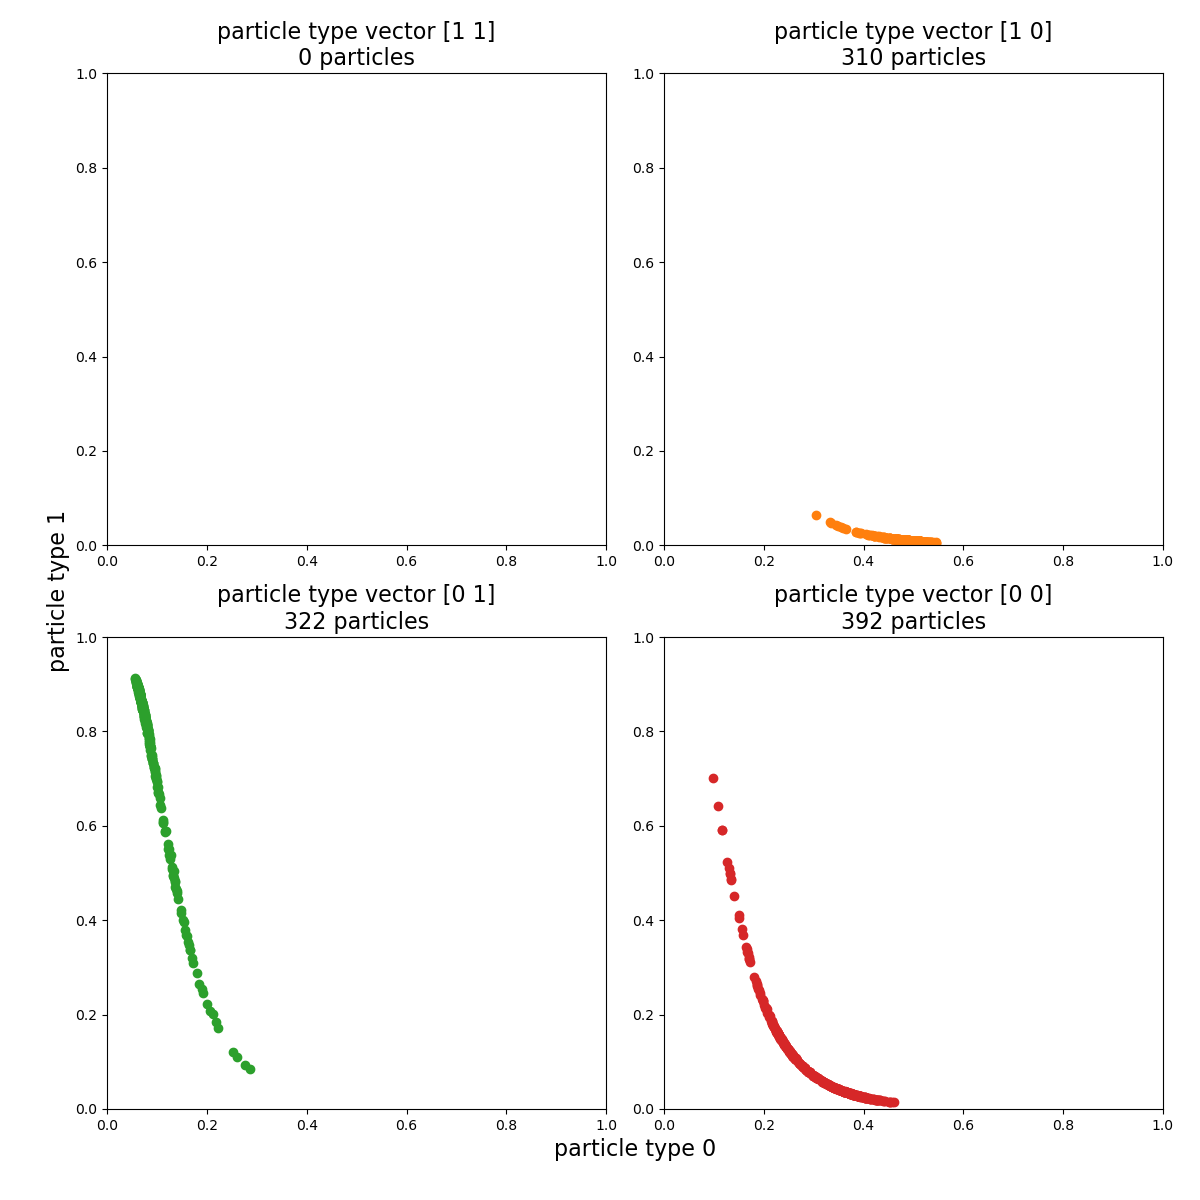 particle type vector [1 1]
0 particles
particle type vector [1 0]
310 particles
1.0
0.8
0.6
0.4
0.2
0.0
0.0 0.2 0.4 0.6 0.8 1.0
1.0
0.8
0.6
0.4
0.2
0.0
0.0 0.2 0.4 0.6 0.8 1.0
particle type 1
particle type vector [0 1]
322 particles
particle type vector [0 0]
392 particles
1.0
0.8
0.6
0.4
0.2
0.0
0.0 0.2 0.4 0.6 0.8 1.0
1.0
0.8
0.6
0.4
0.2
0.0
0.0 0.2 0.4 0.6 0.8 1.0
particle type 0